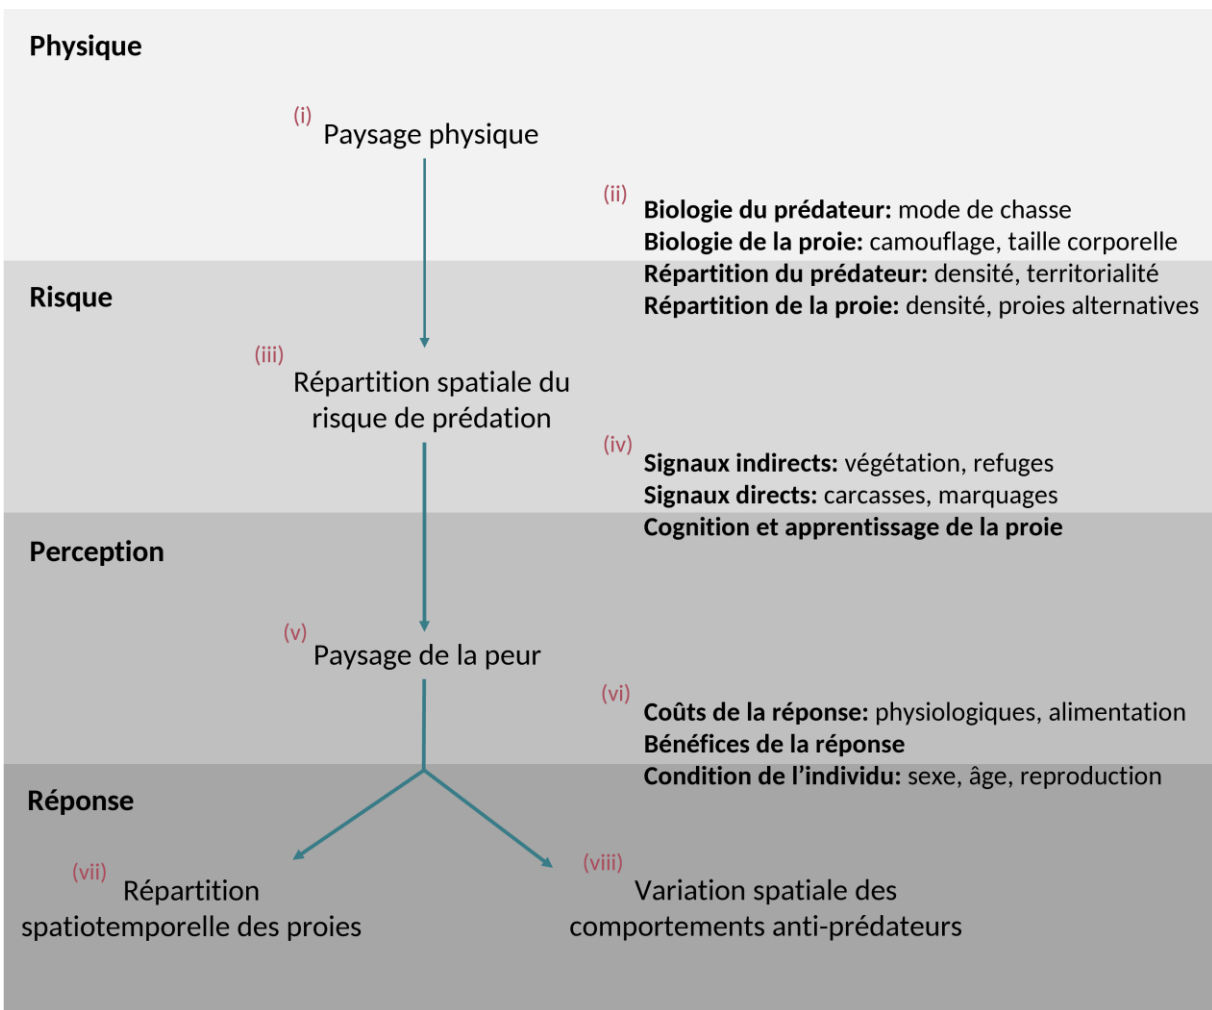 Physique
(i)
Paysage physique
(ii)
Biologie du prédateur: mode de chasse
Biologie de la proie: camouflage, taille corporelle
Répartition du prédateur: densité, territorialité
Répartition de la proie: densité, proies alternatives
Risque
(iii)
Répartition spatiale du
risque de prédation
(iv)
Signaux indirects: végétation, refuges
Signaux directs: carcasses, marquages
Cognition et apprentissage de la proie
Perception
(v)
Paysage de la peur
(vi)
Coûts de la réponse: physiologiques, alimentation
Bénéfices de la réponse
Condition de l’individu: sexe, âge, reproduction
Réponse
(vii)
Répartition
spatiotemporelle des proies
(viii)
Variation spatiale des
comportements anti-prédateurs